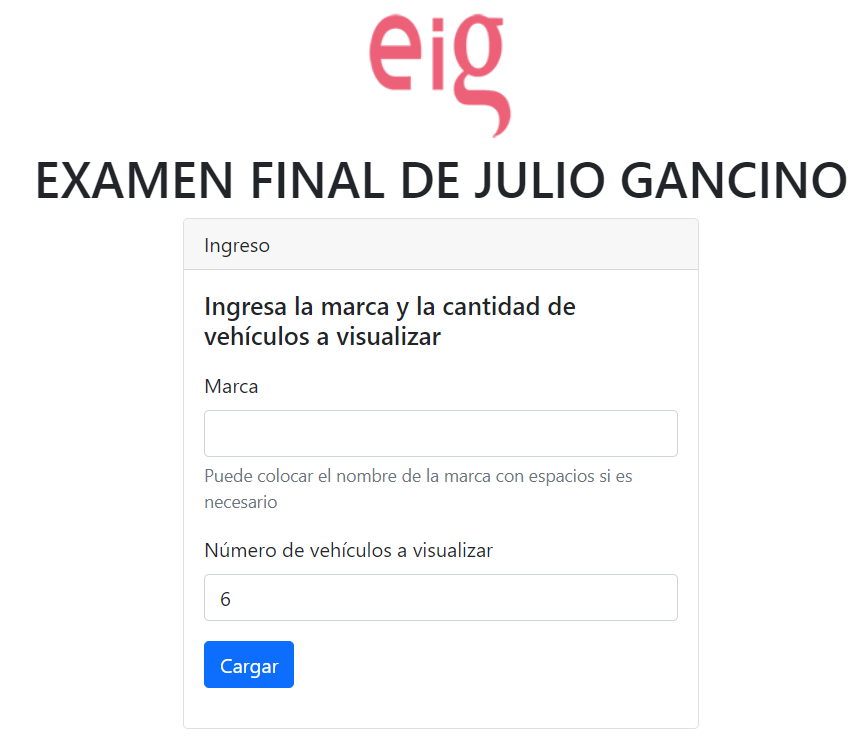 eig
EXAMEN FINAL DE JULIO GANCINO
Ingreso
Ingresa la marca y la cantidad de
vehículos a visualizar
Marca
Puede colocar el nombre de la marca con espacios si es
necesario
Número de vehículos a visualizar
6
Cargar